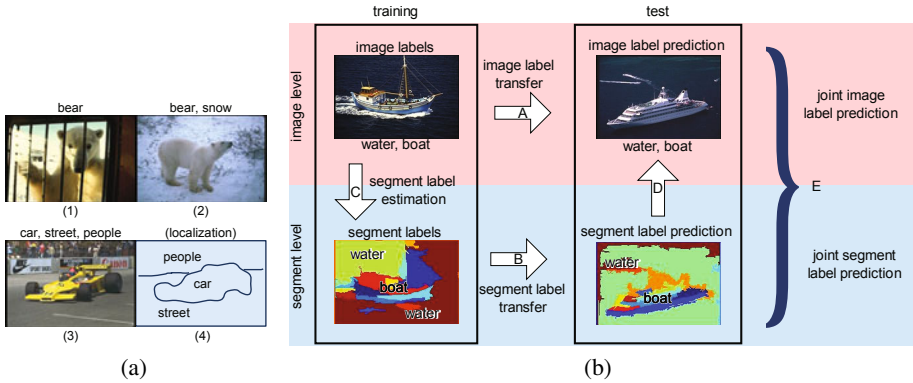 bear
bear, snow
(1)
(2)
car, street, people
(localization)
people
car
street
(3)
(4)
(a)
training
test
image level
image labels
water, boat
image label
transfer
A
image label prediction
water, boat
C
segment label
estimation
D
segment level
segment labels
water
boat
water
B
segment label
transfer
segment label prediction
water
boat
joint image
label prediction
E
joint segment
label prediction
(b)